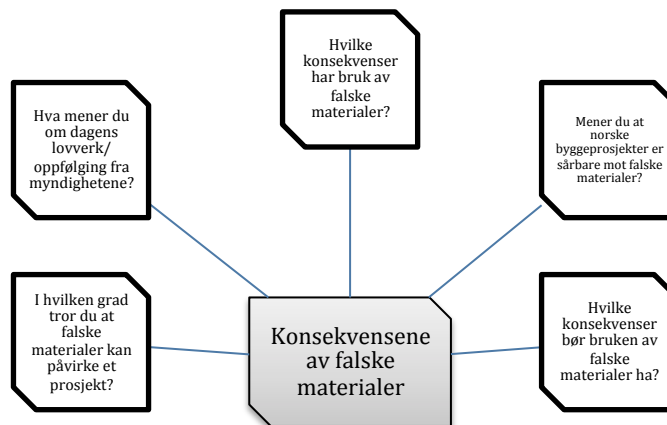 Hvilke
konsekvenser
har bruk av
falske
materialer?
Hva mener du
om dagens
lovverk/
oppfølging fra
myndighetene?
Mener du at
norske
byggeprosjekter er
sårbare mot falske
materialer?
I hvilken grad
tror du at
falske
materialer kan
påvirke et
prosjekt?
Konsekvensene
av falske
materialer
Hvilke
konsekvenser
bør bruken av
falske
materialer ha?